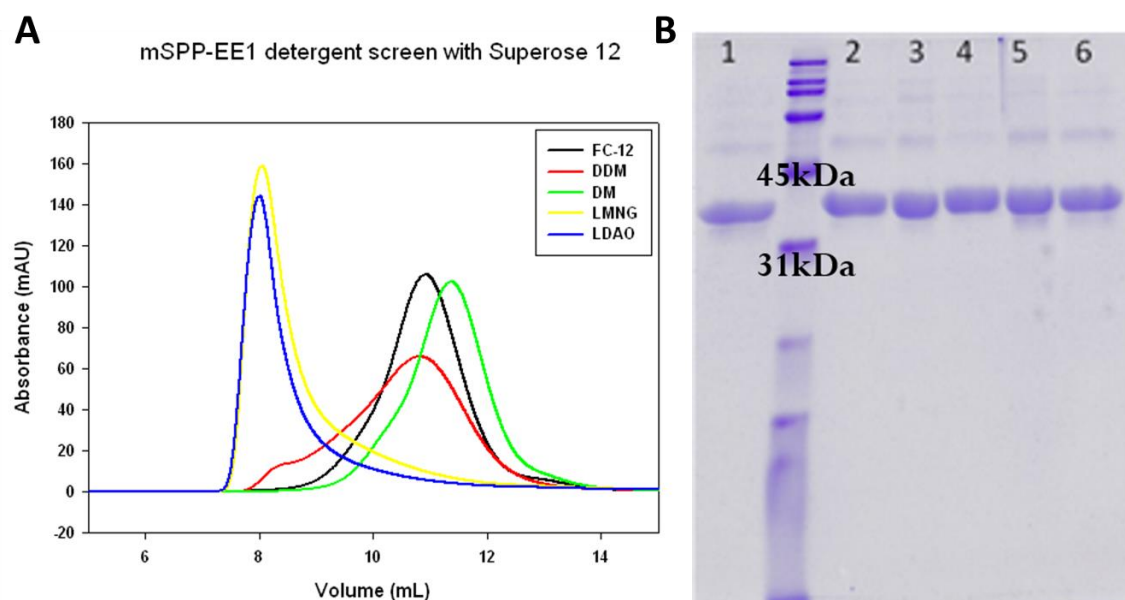 A
mSPP-EE1 detergent screen with Superose 12
180
160
140
120
100
80
60
40
20
0
-20
Absorbance (mAU)
FC-12
DDM
DM
LMNG
LDAO
6
8
10
12
14
Volume (mL)
B
1 2 3 4 5 6
45kDa
31kDa